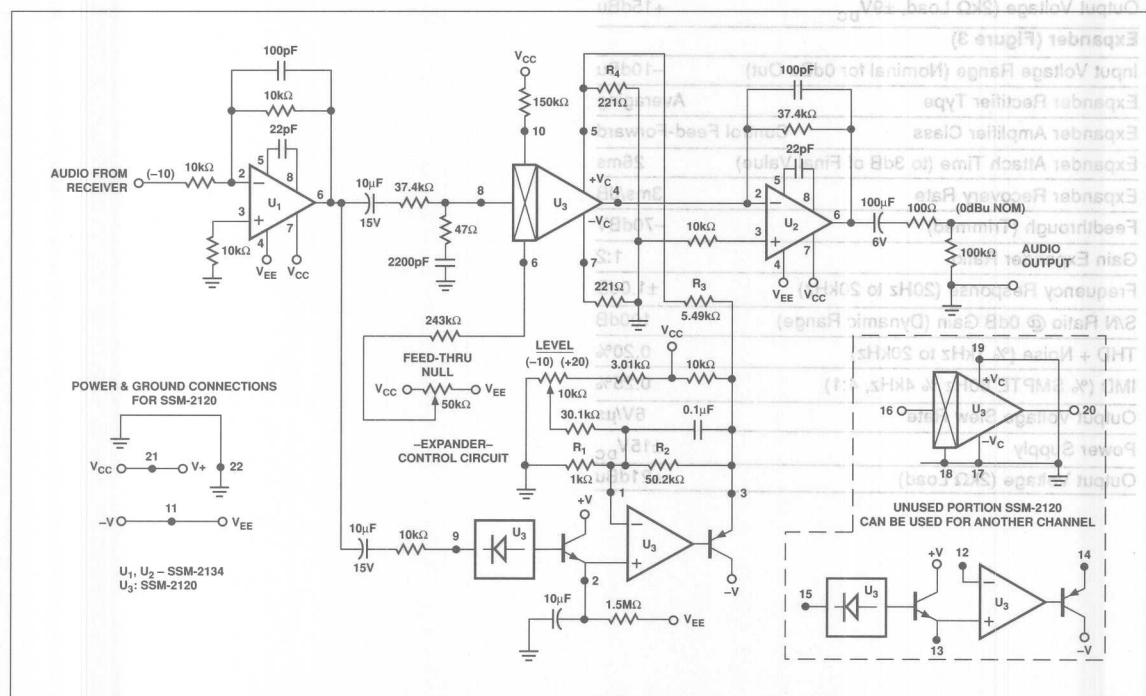 100pF
10kΩ
22pF
5
8
AUDIO FROM
RECEIVER
(–10)
10kΩ
2
–
U1
6
3
+
4
7
10kΩ
VEE
VCC
10µF
15V
37.4kΩ
8
47Ω
2200pF
VCC
150kΩ
10
U3
+VC
–VC
4
5
R4
221Ω
6
7
221Ω
R3
5.49kΩ
100pF
37.4kΩ
22pF
5
8
2
–
U2
6
10kΩ
3
+
4
7
VEE
VCC
100µF
6V
100Ω
(0dBu NOM)
100kΩ
AUDIO
OUTPUT
243kΩ
FEED-THRU
NULL
VCC
VEE
50kΩ
VCC
LEVEL
(–10) (+20)
3.01kΩ
10kΩ
10kΩ
30.1kΩ
0.1µF
–EXPANDER–
CONTROL CIRCUIT
R1
1kΩ
R2
50.2kΩ
1
3
POWER & GROUND CONNECTIONS
FOR SSM-2120
VCC
21
V+
22
–V
11
VEE
U1, U2 – SSM-2134
U3: SSM-2120
10µF
15V
10kΩ
9
U3
+V
–
U3
+
–V
2
10µF
1.5MΩ
VEE
19
+VC
16
U3
20
–VC
18
17
UNUSED PORTION SSM-2120
CAN BE USED FOR ANOTHER CHANNEL
+V
12
14
15
U3
–
U3
+
13
–V